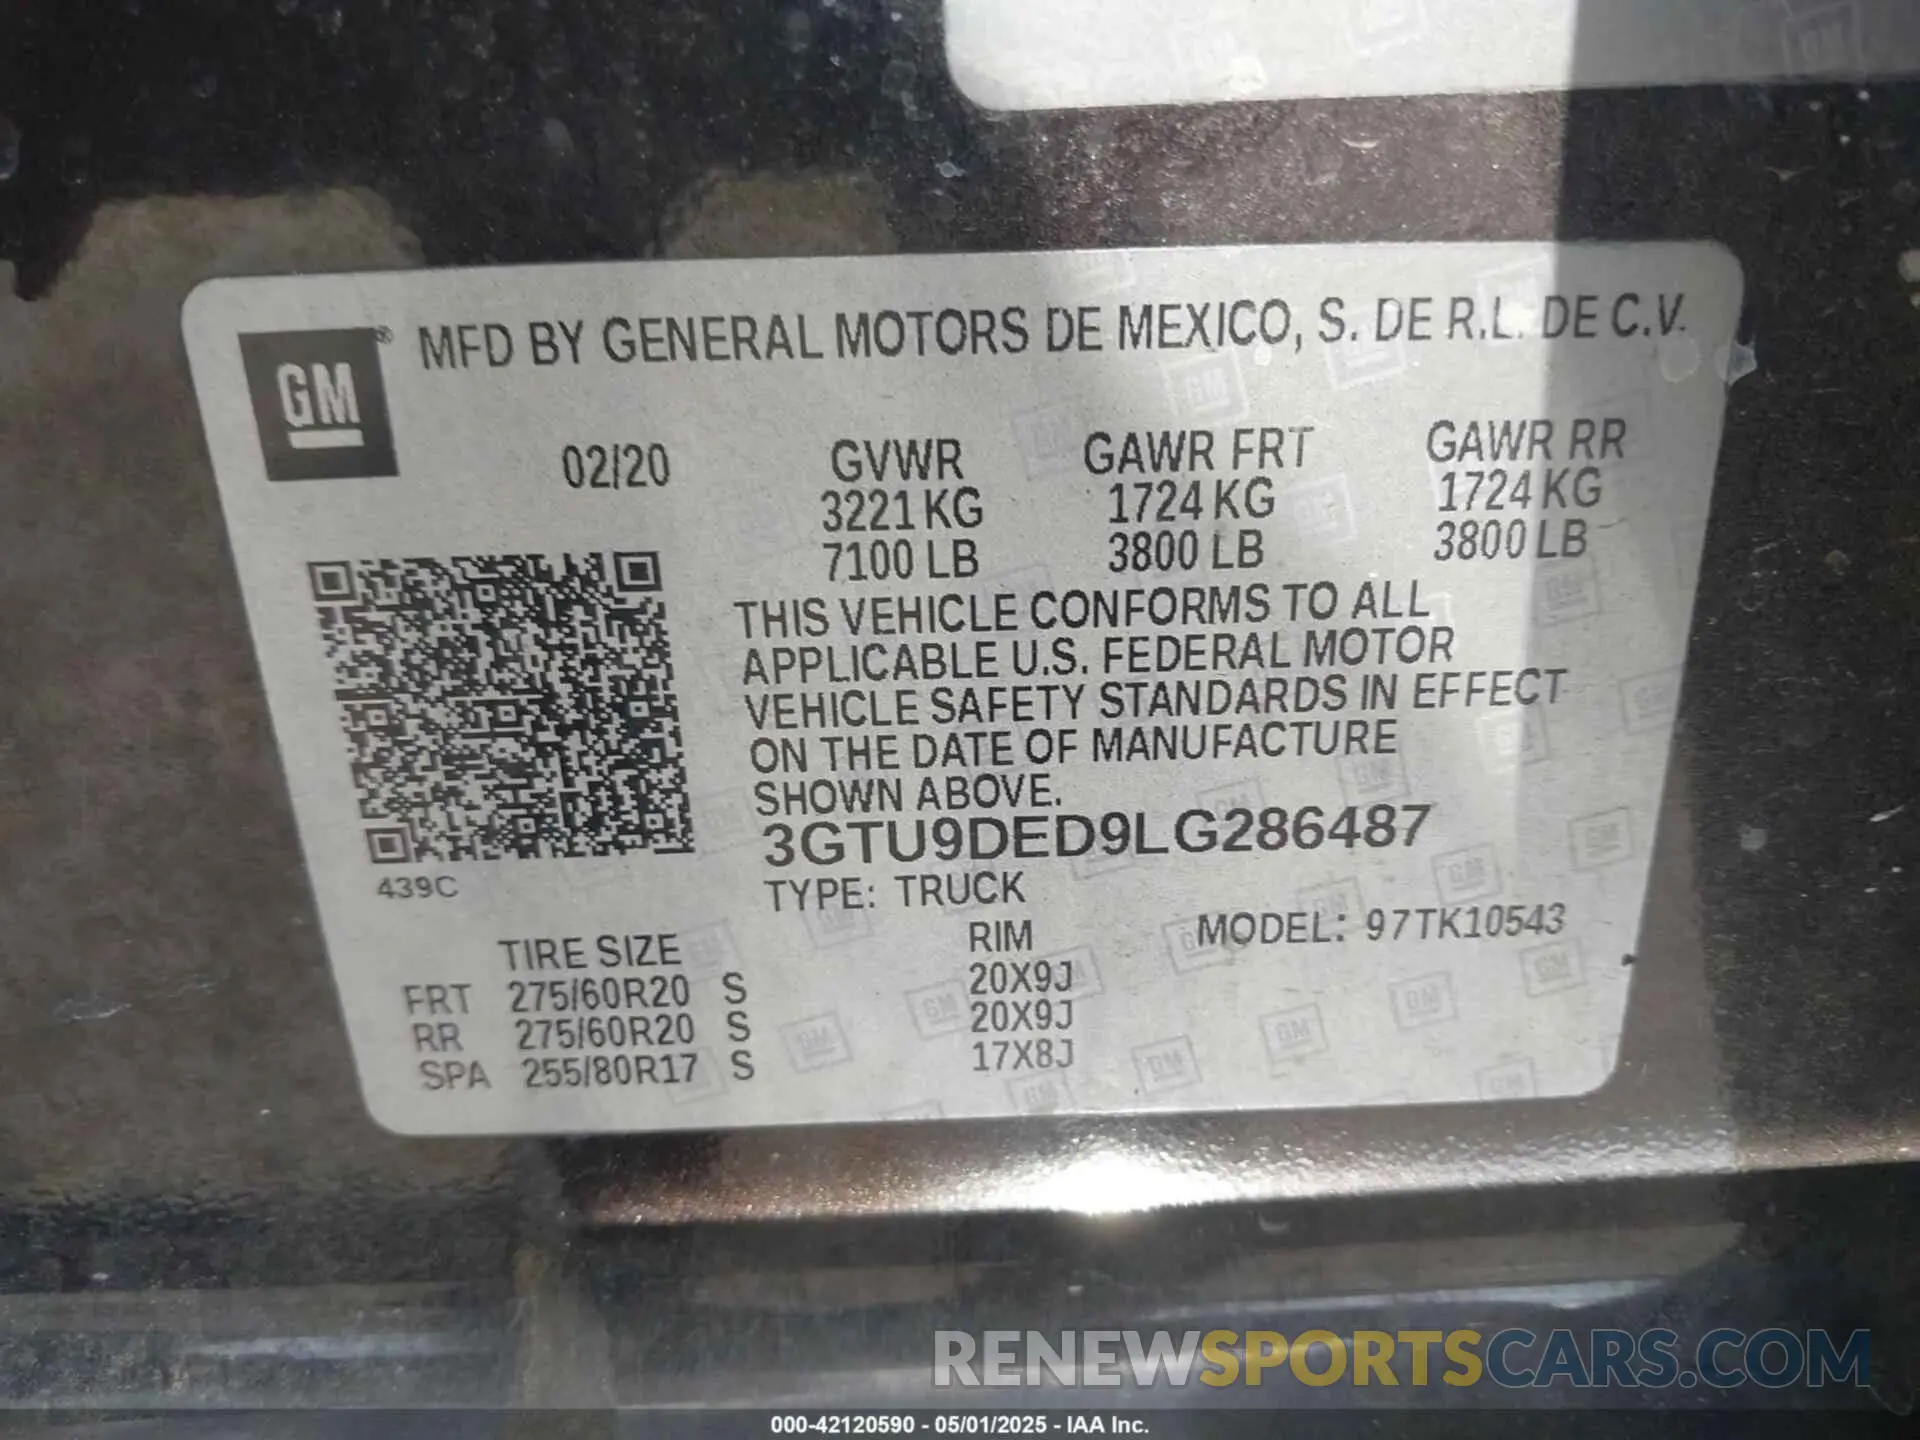 GM® MFD BY GENERAL MOTORS DE MEXICO, S. DE R.L. DE C.V.
02/20 GVWR GAWR FRT GAWR RR
3221 KG 1724 KG 1724 KG
7100 LB 3800 LB 3800 LB
THIS VEHICLE CONFORMS TO ALL
APPLICABLE U.S. FEDERAL MOTOR
VEHICLE SAFETY STANDARDS IN EFFECT
ON THE DATE OF MANUFACTURE
SHOWN ABOVE.
3GTU9DED9LG286487
439C
TYPE: TRUCK
TIRE SIZE RIM MODEL: 97TK10543
FRT 275/60R20 S 20X9J
RR 275/60R20 S 20X9J
SPA 255/80R17 S 17X8J
RENEWSPORTSCARS.COM
000-42120590 - 05/01/2025 - IAA Inc.